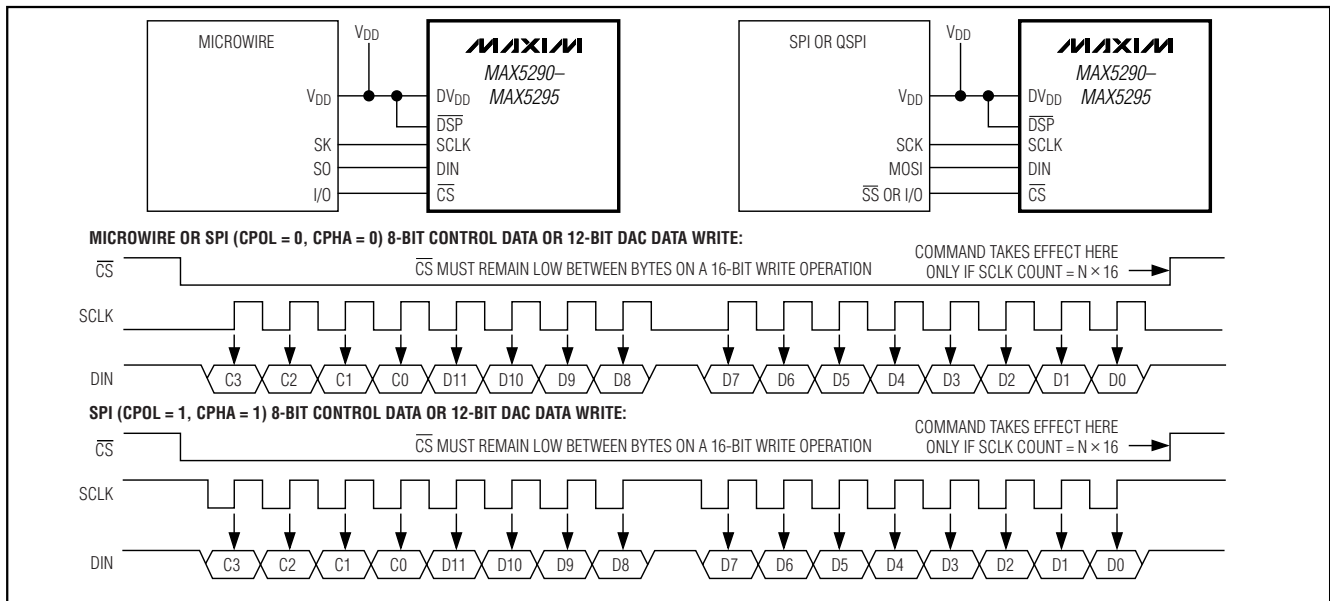 MICROWIRE
VDD
MAXIM
MAX5290–
MAX5295
VDD
DVDD
DSP
SK
SCLK
SO
DIN
I/O
CS
SPI OR QSPI
VDD
MAXIM
MAX5290–
MAX5295
VDD
DVDD
DSP
SCK
SCLK
MOSI
DIN
SS OR I/O
CS
MICROWIRE OR SPI (CPOL = 0, CPHA = 0) 8-BIT CONTROL DATA OR 12-BIT DAC DATA WRITE:
CS
CS MUST REMAIN LOW BETWEEN BYTES ON A 16-BIT WRITE OPERATION
COMMAND TAKES EFFECT HERE
ONLY IF SCLK COUNT = N × 16
SCLK
DIN
C3 C2 C1 C0 D11 D10 D9 D8 D7 D6 D5 D4 D3 D2 D1 D0
SPI (CPOL = 1, CPHA = 1) 8-BIT CONTROL DATA OR 12-BIT DAC DATA WRITE:
CS
CS MUST REMAIN LOW BETWEEN BYTES ON A 16-BIT WRITE OPERATION
COMMAND TAKES EFFECT HERE
ONLY IF SCLK COUNT = N × 16
SCLK
DIN
C3 C2 C1 C0 D11 D10 D9 D8 D7 D6 D5 D4 D3 D2 D1 D0